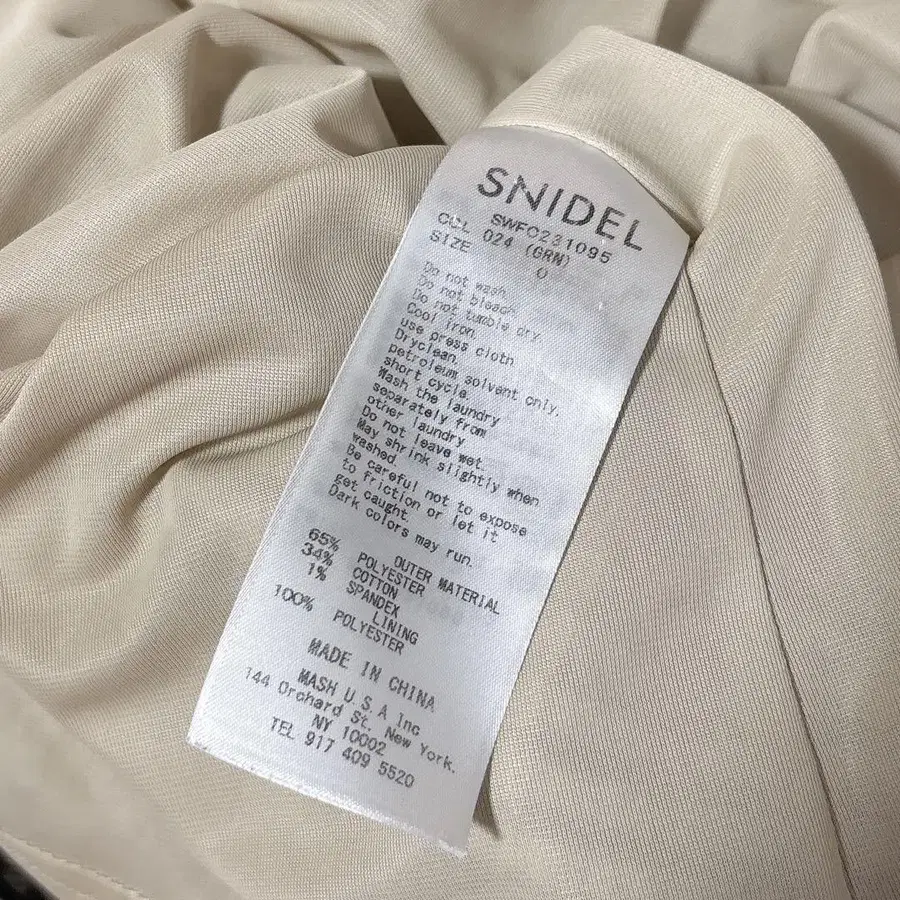 SNIDEL
SWFO231095
COL 024 (GRN)
SIZE 0
Do not wash.
Do not bleach.
Do not tumble dry.
Cool iron.
use press cloth
Dryclean.
petroleum solvent only.
short cycle.
Wash the laundry
separately from
other laundry
Do not leave wet.
May shrink slightly when
washed.
Be careful not to expose
to friction or let it
get caught.
Dark colors may run.
OUTER MATERIAL
65% POLYESTER
34% COTTON
1% SPANDEX
LINING
100% POLYESTER
MADE IN CHINA
MASH U.S.A Inc
144 Orchard St. New York.
NY 10002
TEL 917 409 5520